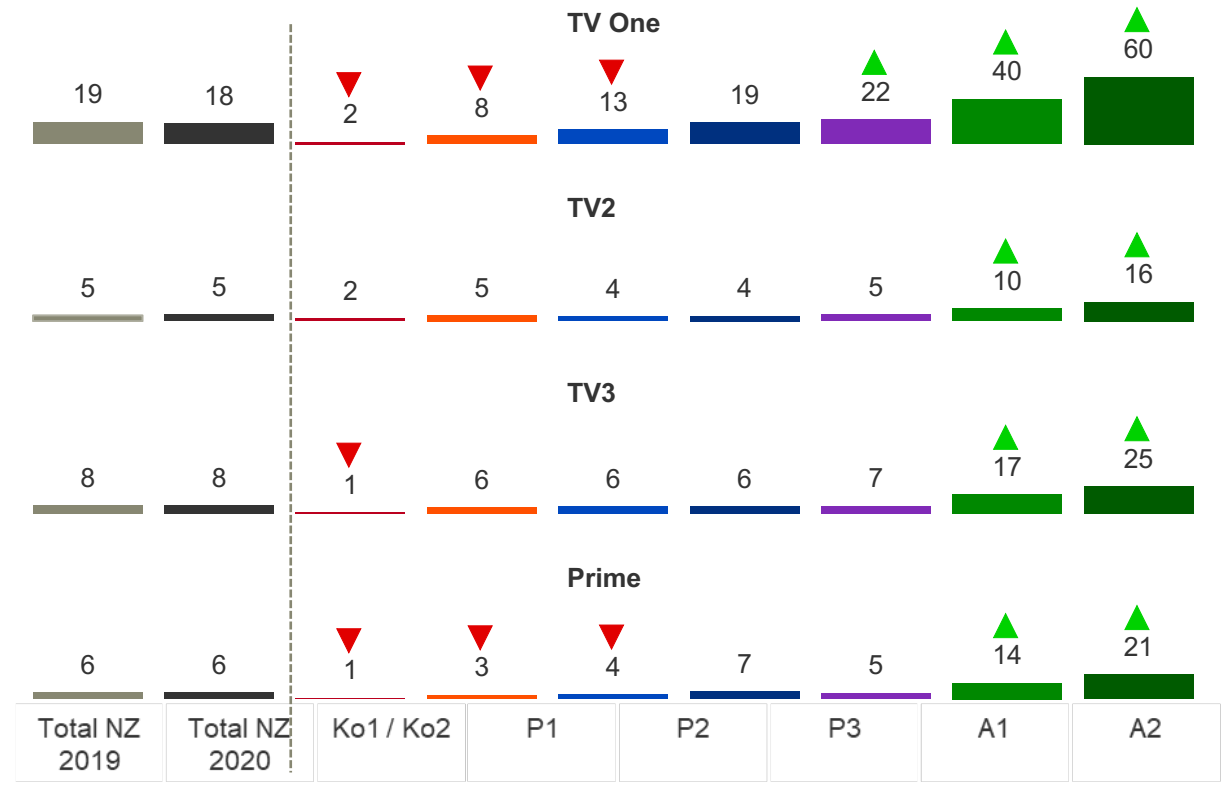 TV One
19 18 2 8 13 19 22 40 60
TV2
5 5 2 5 4 4 5 10 16
TV3
8 8 1 6 6 6 7 17 25
Prime
6 6 1 3 4 7 5 14 21
Total NZ 2019
Total NZ 2020
Ko1 / Ko2
P1
P2
P3
A1
A2